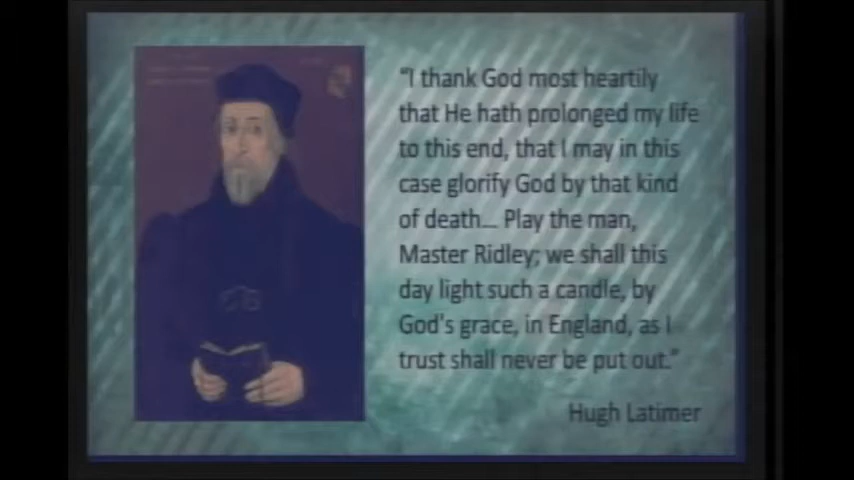 “I thank God most heartily
that He hath prolonged my life
to this end, that I may in this
case glorify God by that kind
of death... Play the man,
Master Ridley; we shall this
day light such a candle, by
God's grace, in England, as I
trust shall never be put out.”
Hugh Latimer